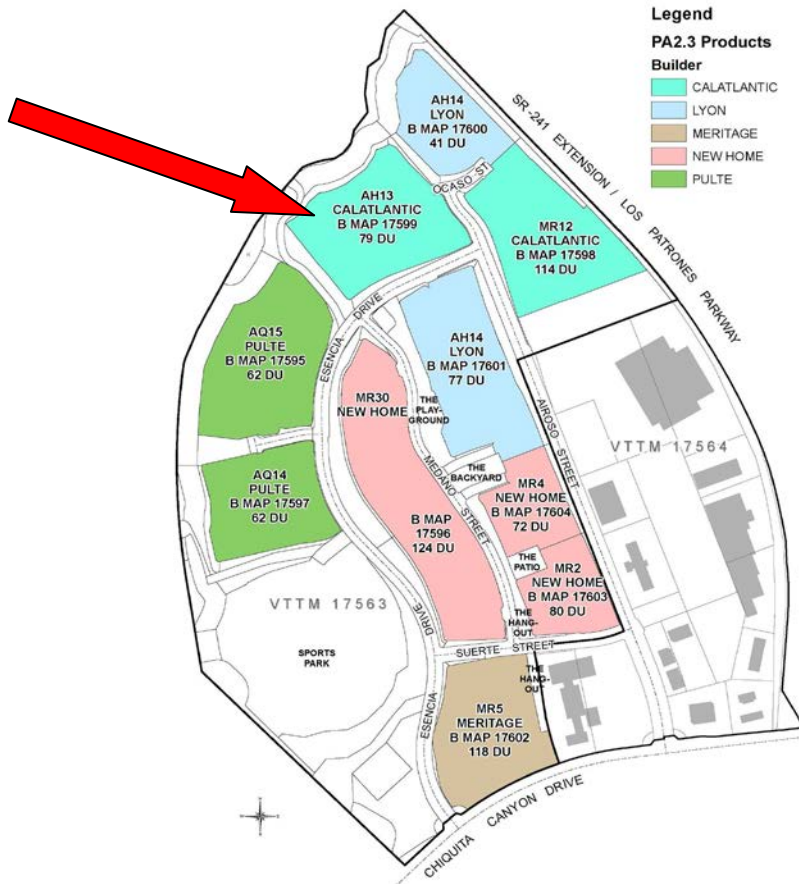 Legend
PA2.3 Products
Builder
CALATLANTIC
LYON
MERITAGE
NEW HOME
PULTE
SR-241 EXTENSION / LOS PATRONES PARKWAY
AH14
LYON
B MAP 17600
41 DU
OCASO ST.
AH13
CALATLANTIC
B MAP 17599
79 DU
MR12
CALATLANTIC
B MAP 17598
114 DU
ESENCIA DRIVE
AQ15
PULTE
B MAP 17595
62 DU
AH14
LYON
B MAP 17601
77 DU
MR30
NEW HOME
THE
PLAY-
GROUND
AIROSO STREET
VTTM 17564
MEDANO STREET
THE
BACKYARD
AQ14
PULTE
B MAP 17597
62 DU
MR4
NEW HOME
B MAP 17604
72 DU
B MAP
17596
124 DU
THE
PATIO
MR2
NEW HOME
B MAP 17603
80 DU
VTTM 17563
THE
HANG-
OUT
SPORTS
PARK
SUERTE STREET
THE
HANG-
OUT
ESENCIA DRIVE
MR5
MERITAGE
B MAP 17602
118 DU
CHIQUITA CANYON DRIVE